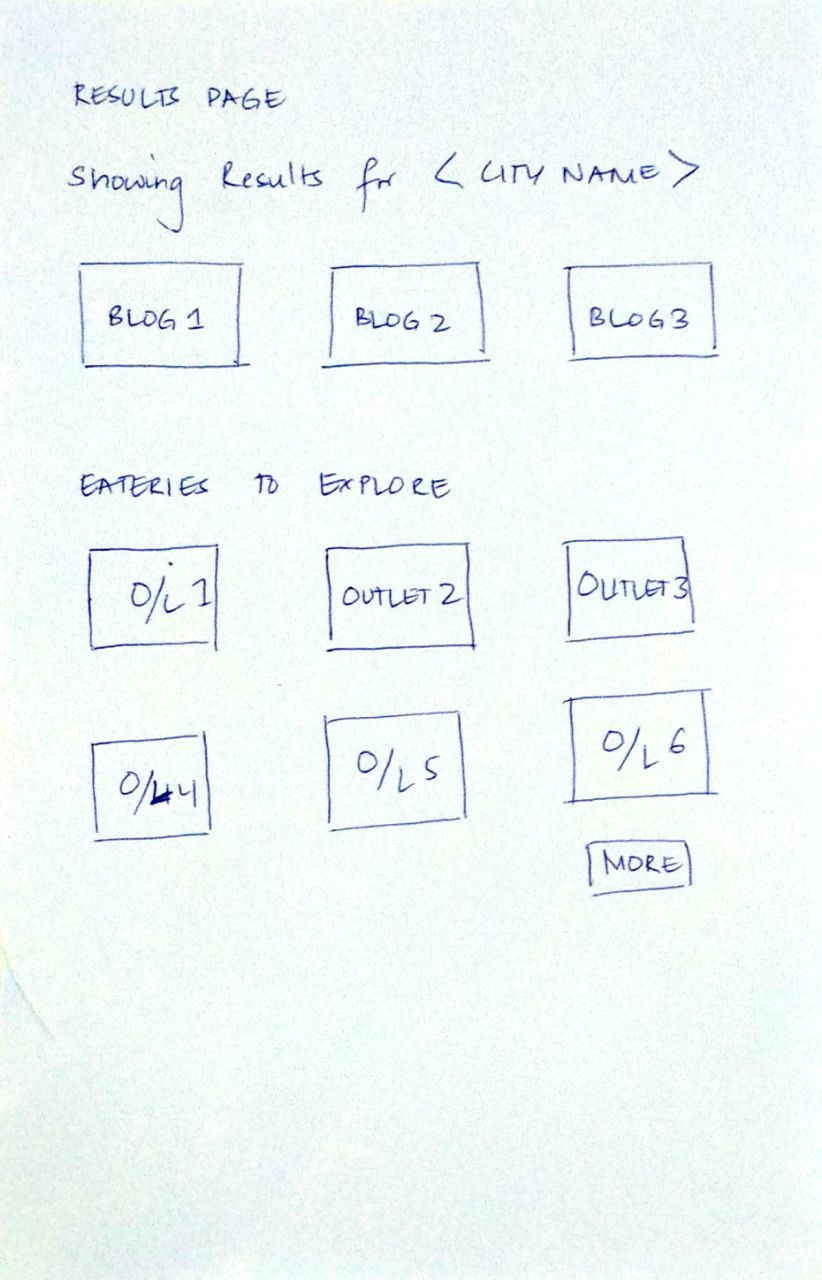 RESULTS PAGE
Showing Results for < CITY NAME >
BLOG 1 BLOG 2 BLOG 3
EATERIES TO EXPLORE
O/L 1 OUTLET 2 OUTLET 3
O/L 4 O/L 5 O/L 6
MORE